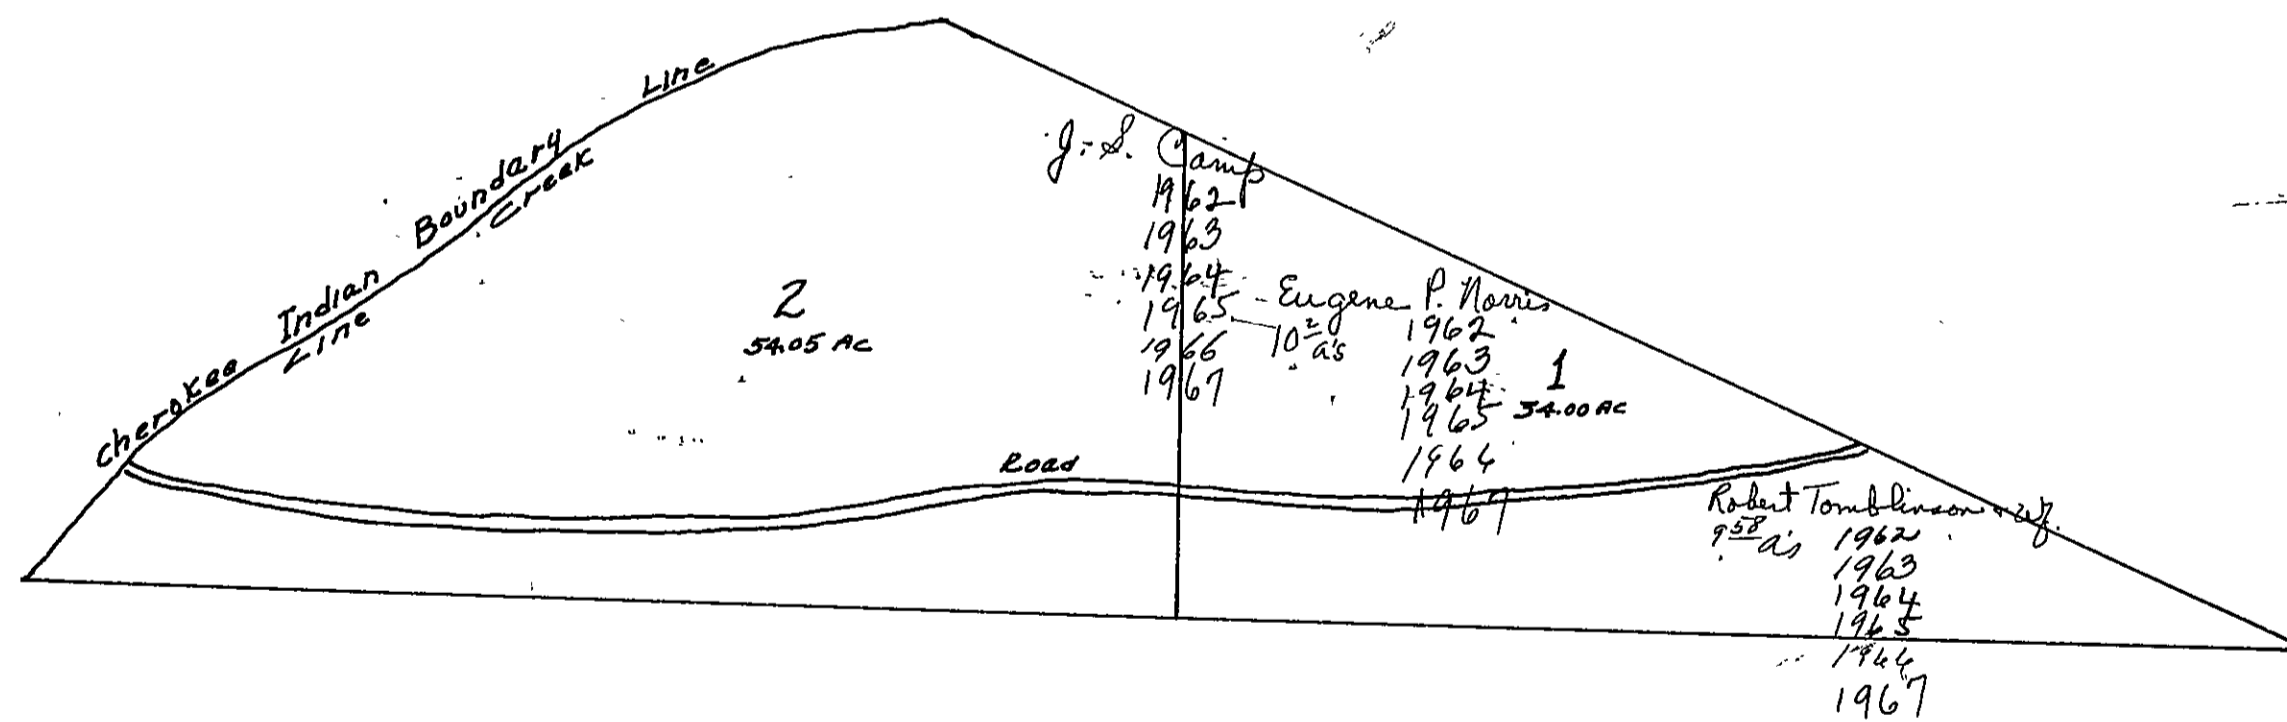 Cherokee Indian Boundary Line
Line Creek
J. S. Camp
1962
1963
1964
1965
1966
1967
2
54.05 AC
Eugene P. Norris
10 2 a's
1962
1963
1964
1965
1966
1967
1
54.00 AC
Road
Robert Tomblinson & wf.
9 58 a's
1962
1963
1964
1965
1966
1967